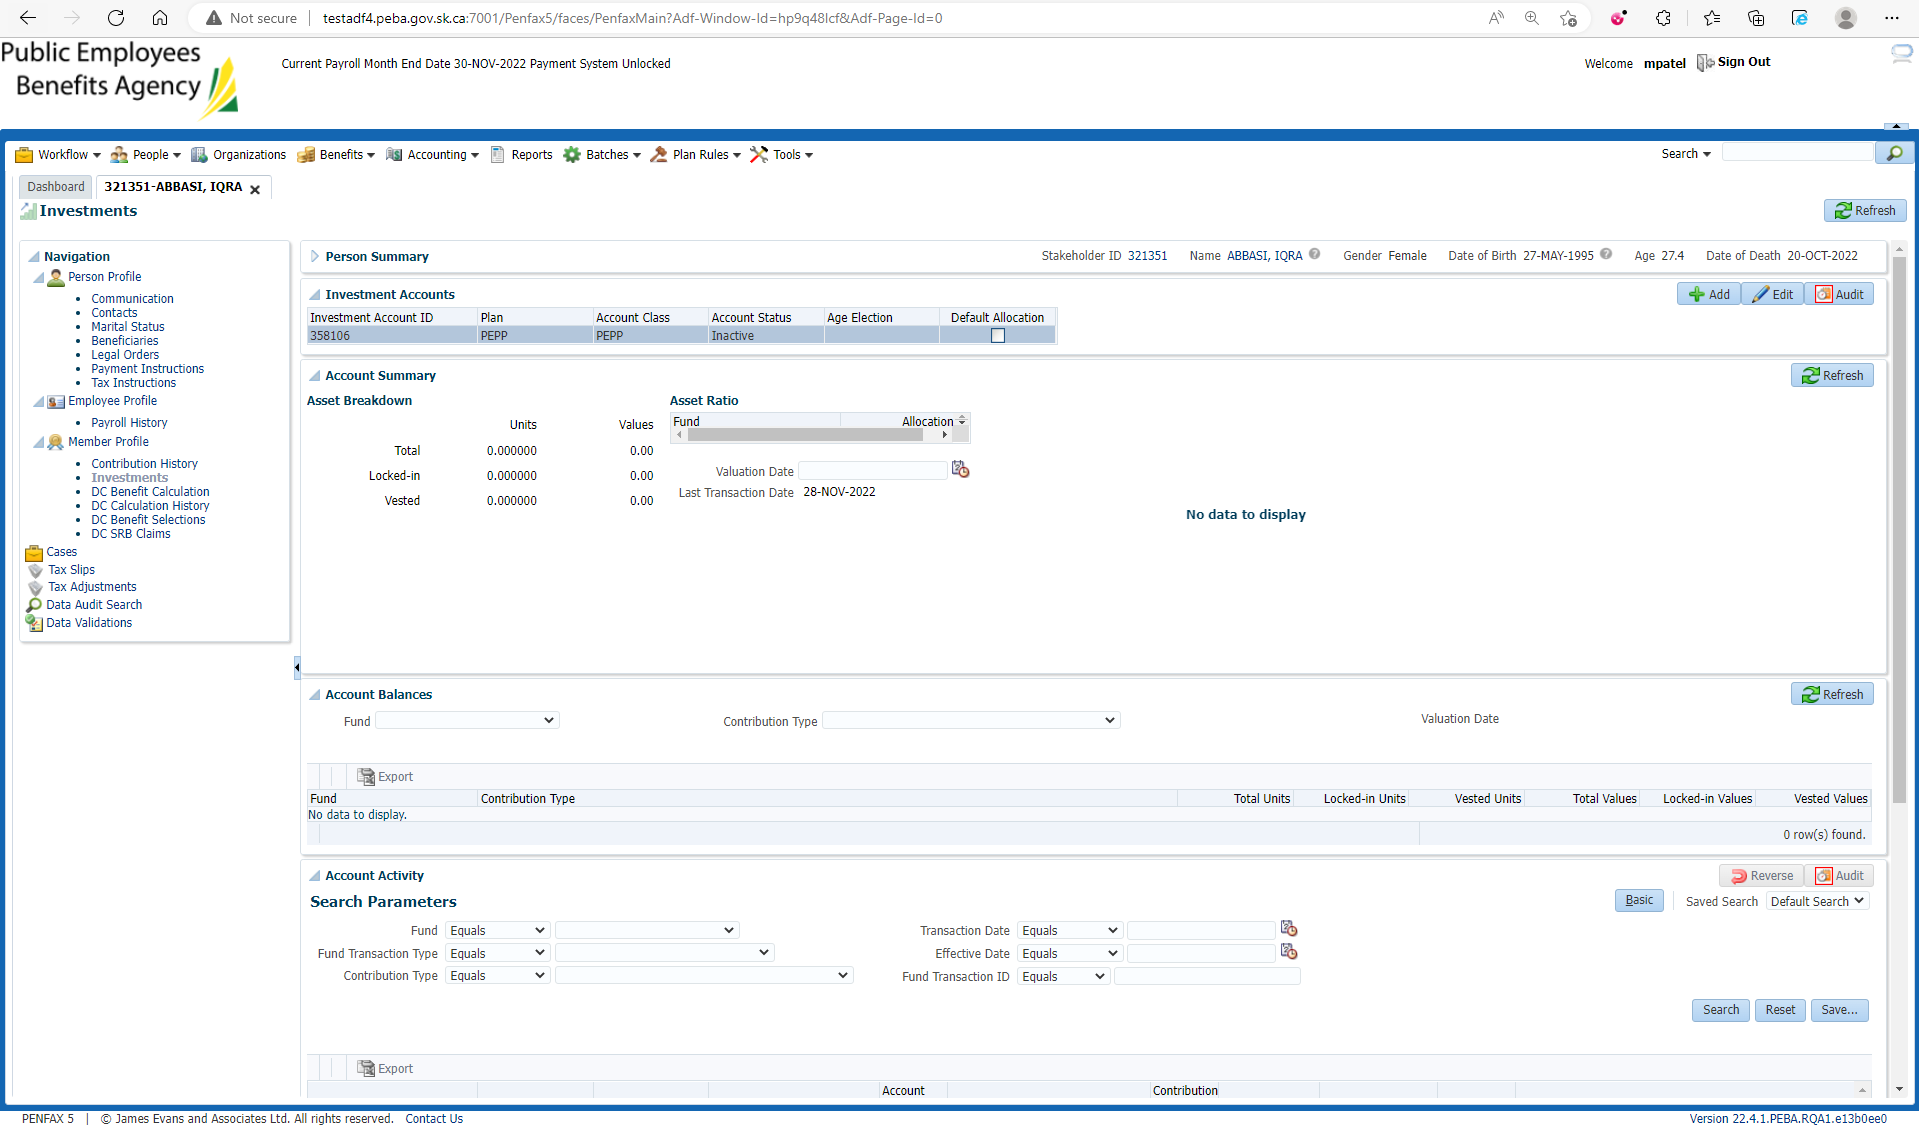 Not secure | testadf4.peba.gov.sk.ca:7001/Penfax5/faces/PenfaxMain?Adf-Window-Id=hp9q48lcf&Adf-Page-Id=0
Public Employees
Benefits Agency
Current Payroll Month End Date 30-NOV-2022 Payment System Unlocked
Welcome mpatel Sign Out
Workflow People Organizations Benefits Accounting Reports Batches Plan Rules Tools Search
Dashboard 321351-ABBASI, IQRA
Investments Refresh
Navigation
Person Profile
Communication
Contacts
Marital Status
Beneficiaries
Legal Orders
Payment Instructions
Tax Instructions
Employee Profile
Payroll History
Member Profile
Contribution History
Investments
DC Benefit Calculation
DC Calculation History
DC Benefit Selections
DC SRB Claims
Cases
Tax Slips
Tax Adjustments
Data Audit Search
Data Validations
Person Summary Stakeholder ID 321351 Name ABBASI, IQRA Gender Female Date of Birth 27-MAY-1995 Age 27.4 Date of Death 20-OCT-2022
Investment Accounts Add Edit Audit
Investment Account ID Plan Account Class Account Status Age Election Default Allocation
358106 PEPP PEPP Inactive
Account Summary Refresh
Asset Breakdown Asset Ratio
Units Values Fund Allocation
Total 0.000000 0.00
Locked-in 0.000000 0.00 Valuation Date
Vested 0.000000 0.00 Last Transaction Date 28-NOV-2022
No data to display
Account Balances Refresh
Fund Contribution Type Valuation Date
Export
Fund Contribution Type Total Units Locked-in Units Vested Units Total Values Locked-in Values Vested Values
No data to display.
0 row(s) found.
Account Activity Reverse Audit
Search Parameters Basic Saved Search Default Search
Fund Equals Transaction Date Equals
Fund Transaction Type Equals Effective Date Equals
Contribution Type Equals Fund Transaction ID Equals
Search Reset Save...
Export
Account Contribution
PENFAX 5 | © James Evans and Associates Ltd. All rights reserved. Contact Us Version 22.4.1.PEBA.RQA1.e13b0ee0